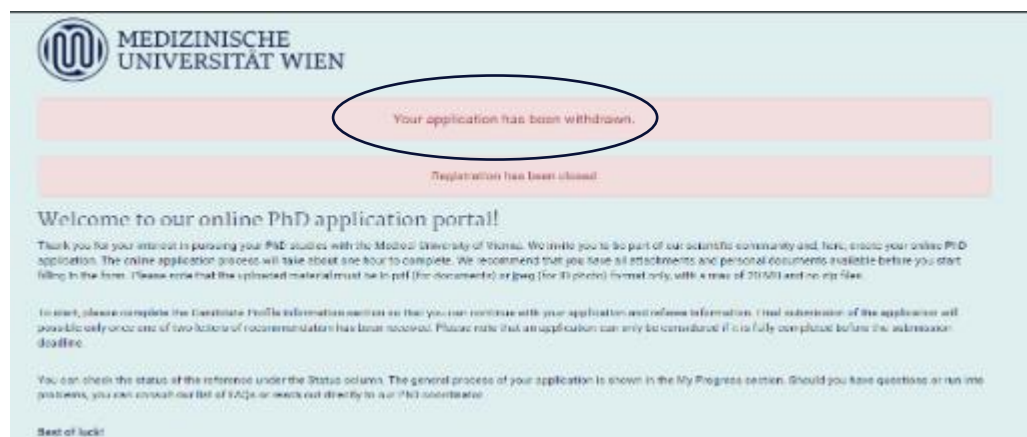 MEDIZINISCHE
UNIVERSITÄT WIEN
Your application has been withdrawn.
Registration has been closed
Welcome to our online PhD application portal!
Thank you for your interest in pursuing your PhD studies with the Medical University of Vienna. We invite you to be part of our scientific community and, here, create your online PhD
application. The online application process will take about one hour to complete. We recommend that you have all attachments and personal documents available before you start
filling in the form. Please note that the uploaded material must be in pdf (for documents) or jpeg (for ID photo) format only, with a max of 20 MB and no zip files
To start, please complete the Candidate Profile Information section so that you can continue with your application and referee information. Final submission of the application will
possible only once one of two letters of recommendation has been received. Please note that an application can only be considered if it is fully completed before the submission
deadline.
You can check the status of the reference under the Status column. The general process of your application is shown in the My Progress section. Should you have questions or run into
problems, you can consult our list of FAQs or reach out directly to our PhD coordinator
Best of luck!